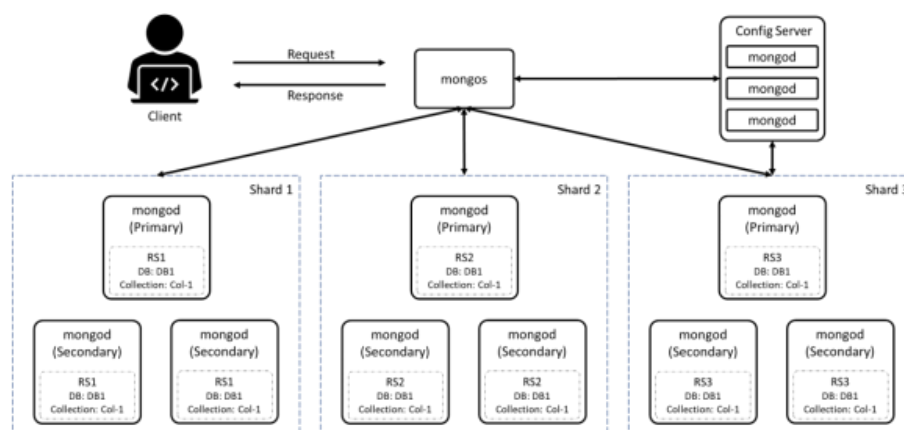 Config Server
mongod
mongod
mongod
Request
Response
mongos
</>
Client
Shard 1
mongod
(Primary)
RS1
DB: DB1
Collection: Col-1
mongod
(Secondary)
RS1
DB: DB1
Collection: Col-1
mongod
(Secondary)
RS1
DB: DB1
Collection: Col-1
Shard 2
mongod
(Primary)
RS2
DB: DB1
Collection: Col-1
mongod
(Secondary)
RS2
DB: DB1
Collection: Col-1
mongod
(Secondary)
RS2
DB: DB1
Collection: Col-1
Shard 3
mongod
(Primary)
RS3
DB: DB1
Collection: Col-1
mongod
(Secondary)
RS3
DB: DB1
Collection: Col-1
mongod
(Secondary)
RS3
DB: DB1
Collection: Col-1